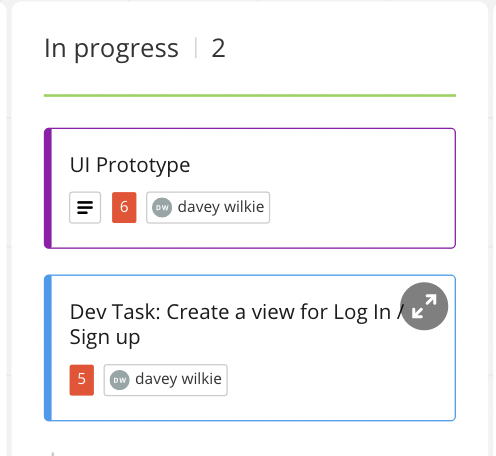 In progress | 2
UI Prototype
6 DW davey wilkie
Dev Task: Create a view for Log In /
Sign up
5 DW davey wilkie